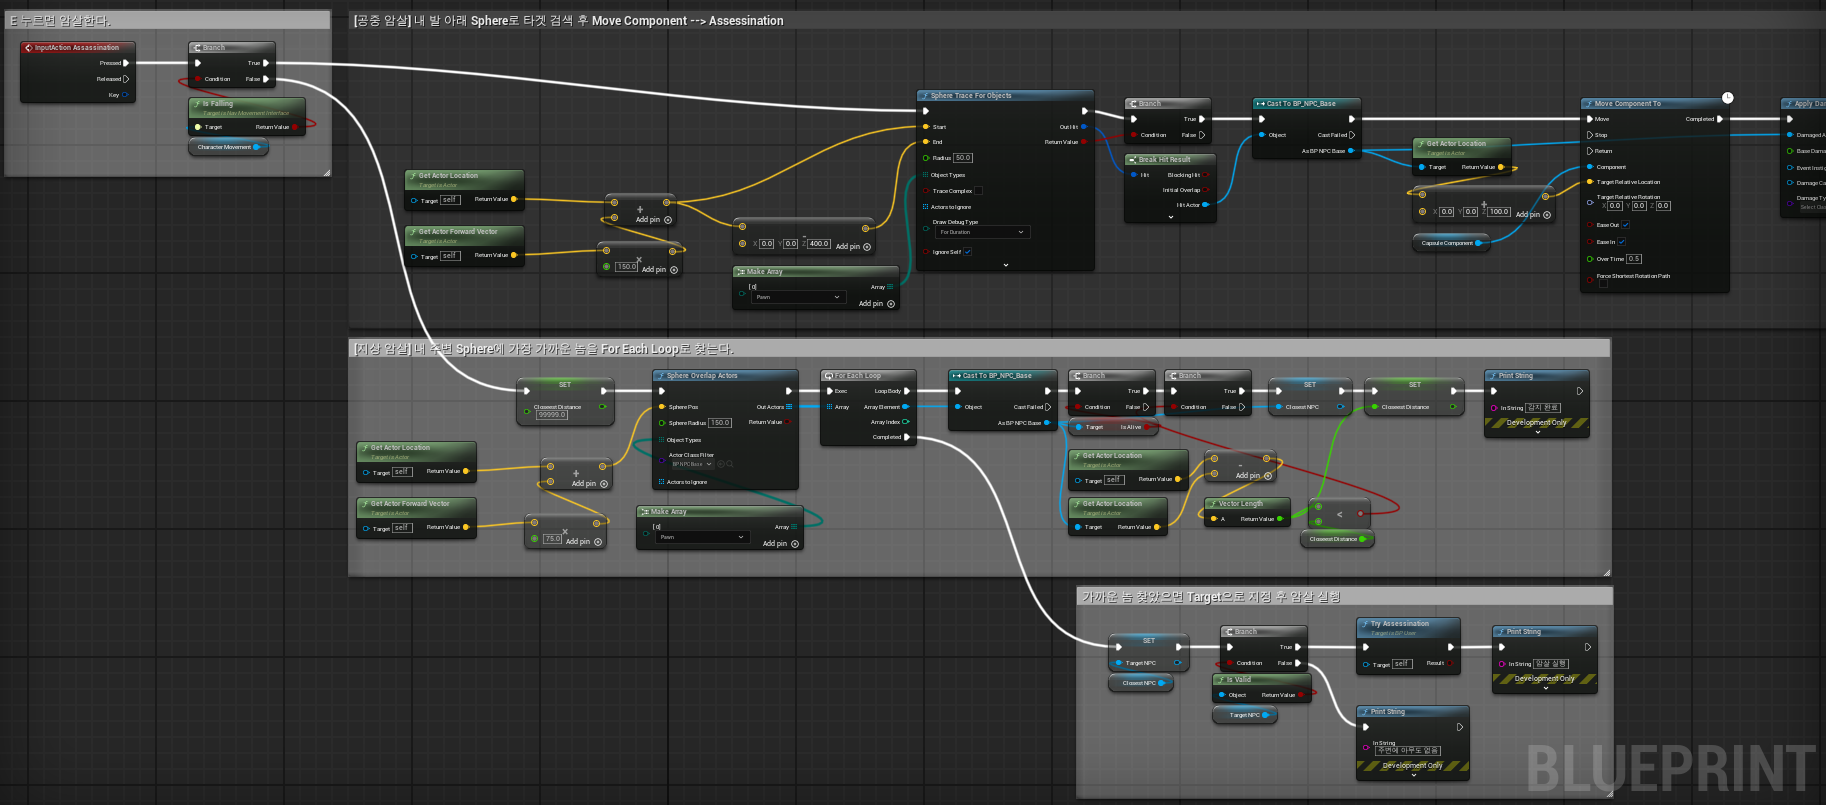 E 누르면 암살한다.
InputAction Assassination
Pressed
Released
Key
Branch
True
Condition
False
Is Falling
Target is Nav Movement Interface
Target
Return Value
Character Movement
[공중 암살] 내 발 아래 Sphere로 타겟 검색 후 Move Component --> Assessination
Get Actor Location
Target is Actor
Target self
Return Value
Get Actor Forward Vector
Target is Actor
Target self
Return Value
+
Add pin
×
150.0
Add pin
-
X 0.0 Y 0.0 Z 400.0
Add pin
Make Array
[0]
Pawn
Array
Add pin
Sphere Trace For Objects
Start
Out Hit
End
Return Value
Radius 50.0
Object Types
Trace Complex
Actors to Ignore
Draw Debug Type
For Duration
Ignore Self
Branch
True
Condition
False
Break Hit Result
Hit
Blocking Hit
Initial Overlap
Hit Actor
Cast To BP_NPC_Base
Object
Cast Failed
As BP NPC Base
Get Actor Location
Target is Actor
Target
Return Value
+
X 0.0 Y 0.0 Z 100.0
Add pin
Capsule Component
Move Component To
Move
Completed
Stop
Return
Component
Target Relative Location
Target Relative Rotation
X 0.0 Y 0.0 Z 0.0
Ease Out
Ease In
Over Time 0.5
Force Shortest Rotation Path
Apply Da
Damaged A
Base Dama
Event Instig
Damage Ca
Damage Ty
[지상 암살] 내 주변 Sphere에 가장 가까운 놈을 For Each Loop로 찾는다.
SET
Closeest Distance
99999.0
Get Actor Location
Target is Actor
Target self
Return Value
Get Actor Forward Vector
Target is Actor
Target self
Return Value
+
Add pin
×
75.0
Add pin
Sphere Overlap Actors
Sphere Pos
Out Actors
Sphere Radius 150.0
Return Value
Object Types
Actor Class Filter
BP NPC Base
Actors to Ignore
Make Array
[0]
Pawn
Array
Add pin
For Each Loop
Exec
Loop Body
Array
Array Element
Array Index
Completed
Cast To BP_NPC_Base
Object
Cast Failed
As BP NPC Base
Branch
True
Condition
False
Target
Is Alive
Branch
True
Condition
False
Get Actor Location
Target is Actor
Target self
Return Value
Get Actor Location
Target is Actor
Target
Return Value
-
Add pin
Vector Length
A
Return Value
<
Closeest Distance
SET
Closest NPC
SET
Closeest Distance
Print String
In String 감지 완료
Development Only
가까운 놈 찾았으면 Target으로 지정 후 암살 실행
SET
Target NPC
Closest NPC
Branch
True
Condition
False
Is Valid
Object
Return Value
Target NPC
Try Assessination
Target is BP User
Target self
Result
Print String
In String 암살 실행
Development Only
Print String
In String
주변에 아무도 없음
Development Only
BLUEPRINT